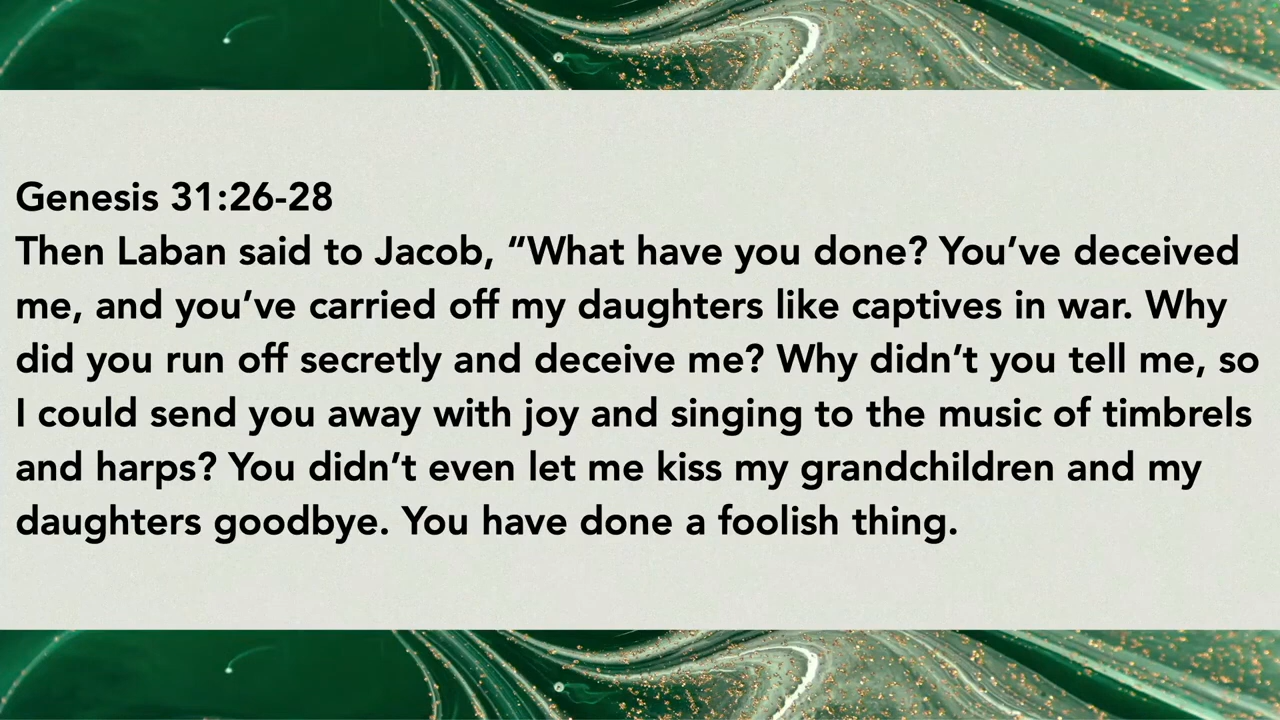 Genesis 31:26-28
Then Laban said to Jacob, “What have you done? You’ve deceived
me, and you’ve carried off my daughters like captives in war. Why
did you run off secretly and deceive me? Why didn’t you tell me, so
I could send you away with joy and singing to the music of timbrels
and harps? You didn’t even let me kiss my grandchildren and my
daughters goodbye. You have done a foolish thing.